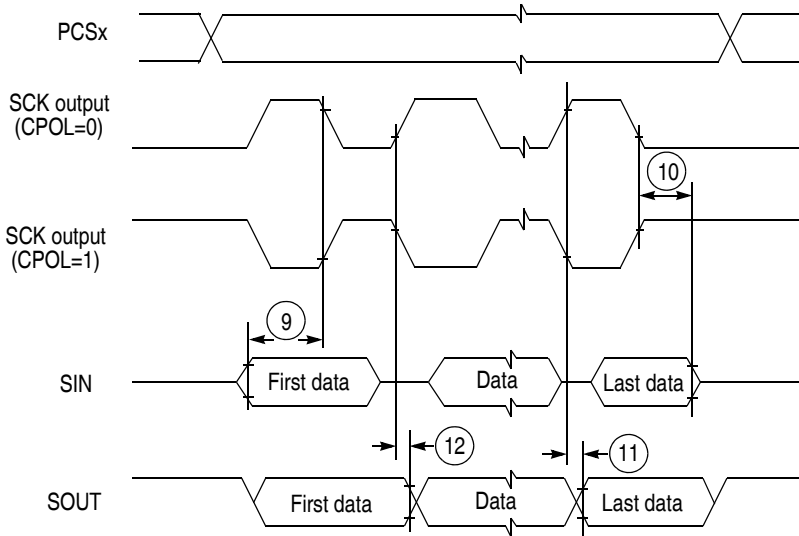 PCSx
SCK output
(CPOL=0)
10
SCK output
(CPOL=1)
9
SIN
First data
Data
Last data
12
11
SOUT
First data
Data
Last data